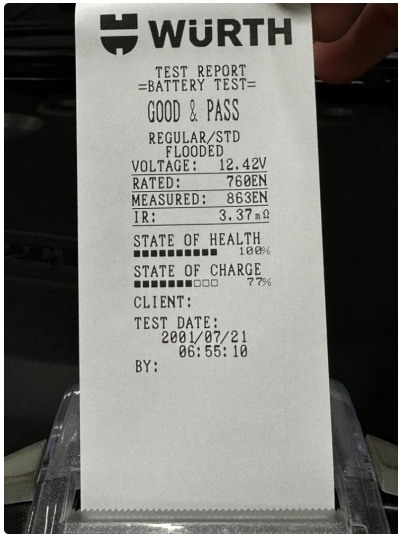 WÜRTH
TEST REPORT
=BATTERY TEST=
GOOD & PASS
REGULAR/STD
FLOODED
VOLTAGE: 12.42V
RATED: 760EN
MEASURED: 863EN
IR: 3.37mΩ
STATE OF HEALTH
100%
STATE OF CHARGE
77%
CLIENT:
TEST DATE:
2001/07/21
06:55:10
BY: